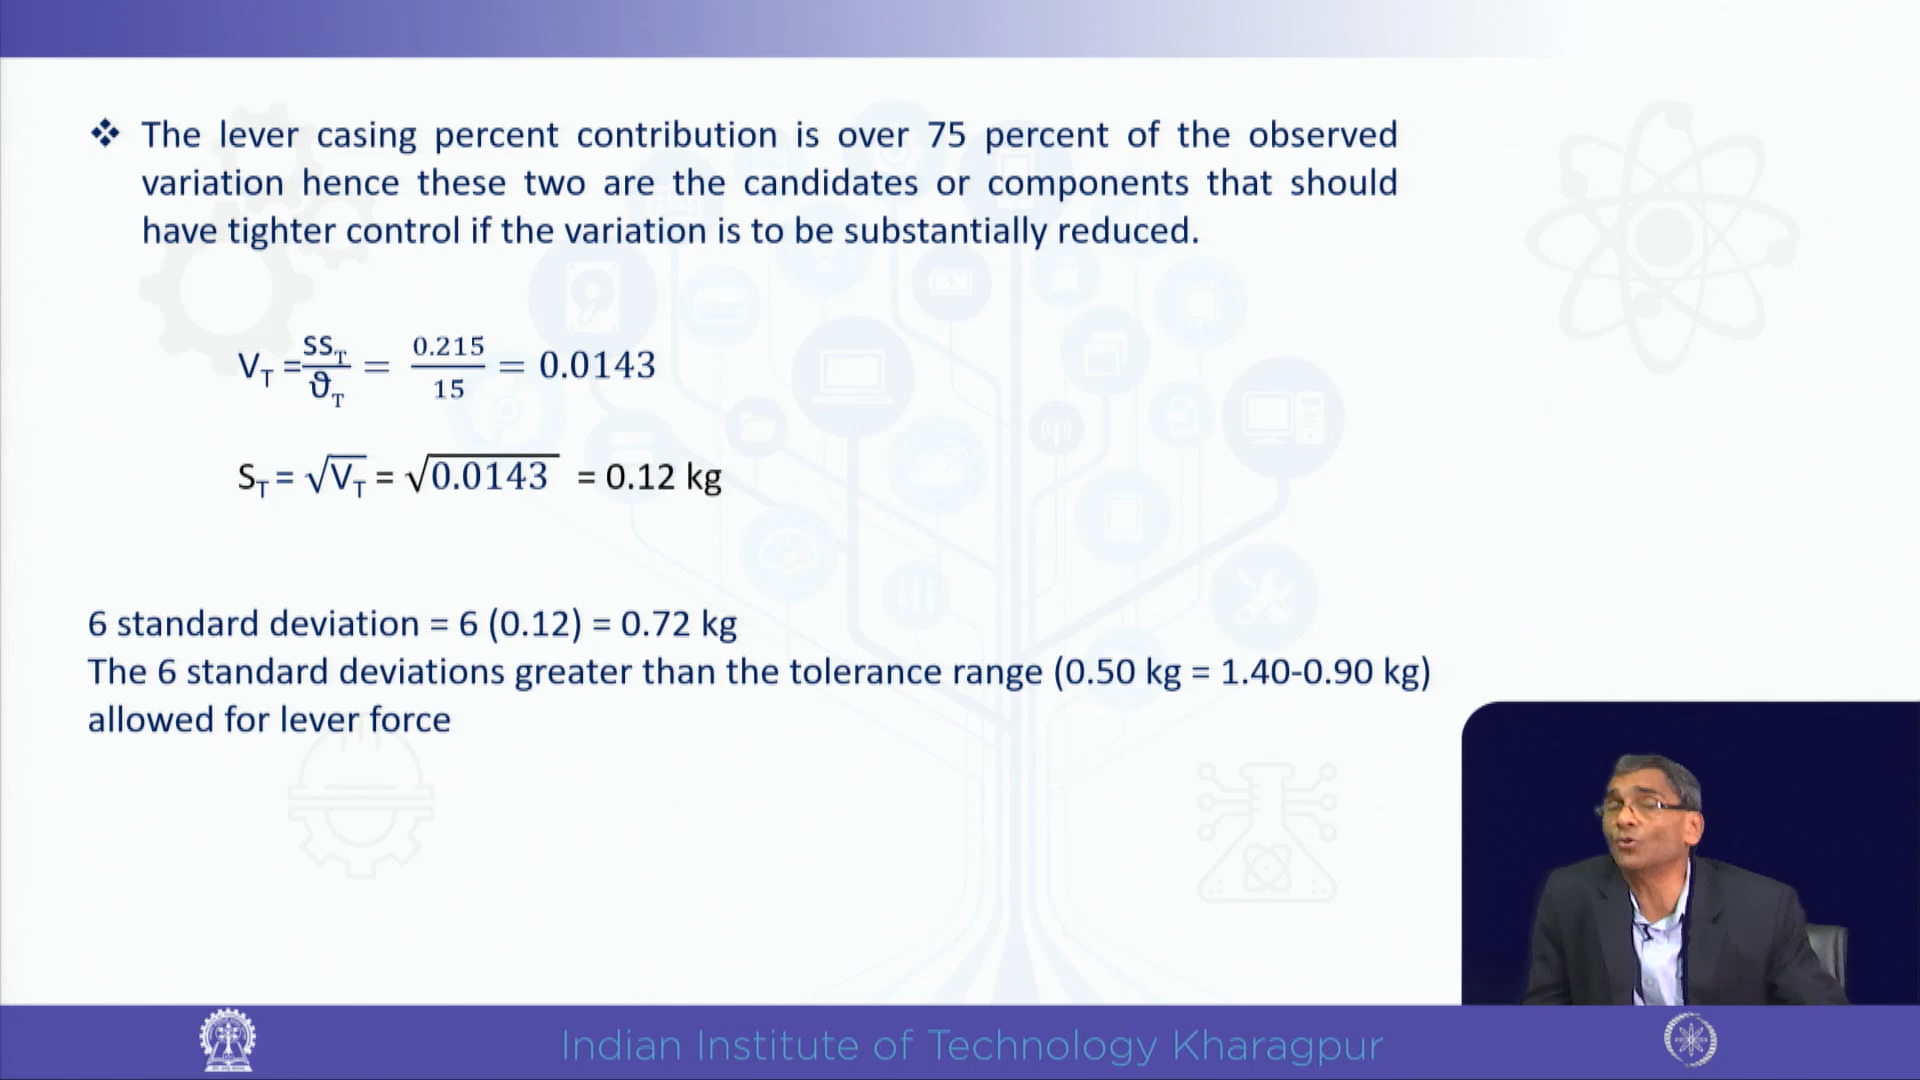 ❖ The lever casing percent contribution is over 75 percent of the observed
variation hence these two are the candidates or components that should
have tighter control if the variation is to be substantially reduced.
V_T = SS_T/ϑ_T = 0.215/15 = 0.0143
S_T = √V_T = √0.0143 = 0.12 kg
6 standard deviation = 6 (0.12) = 0.72 kg
The 6 standard deviations greater than the tolerance range (0.50 kg = 1.40-0.90 kg)
allowed for lever force
Indian Institute of Technology Kharagpur